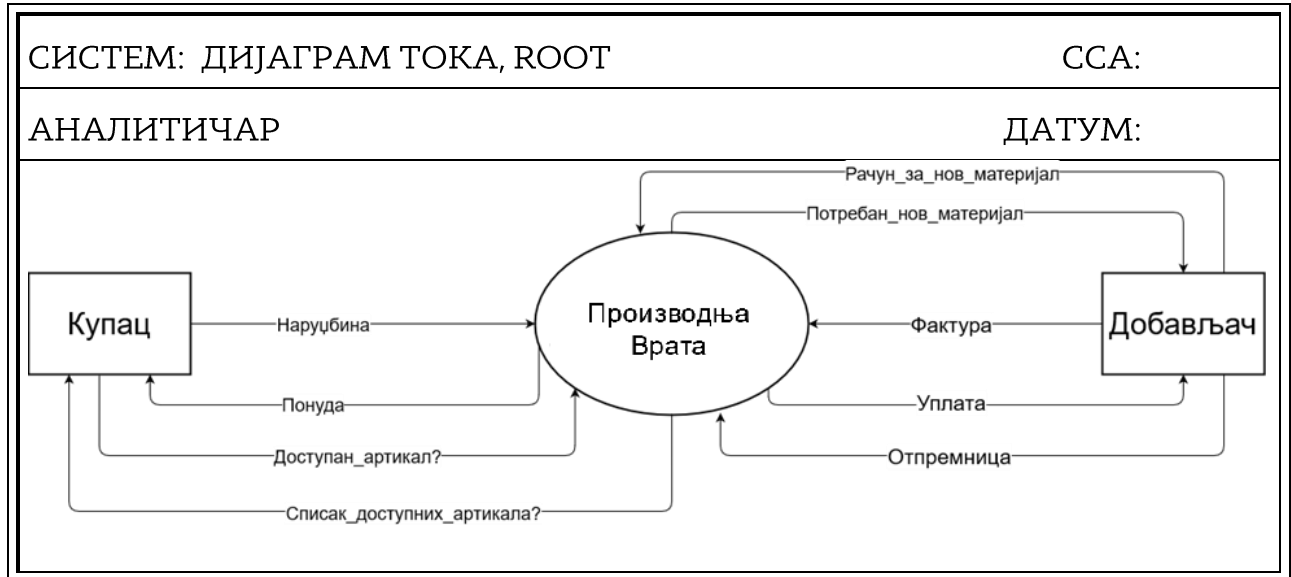 СИСТЕМ: ДИЈАГРАМ ТОКА, ROOT ССА:
АНАЛИТИЧАР ДАТУМ:
Рачун_за_нов_материјал
Потребан_нов_материјал
Купац
Наруџбина
Производња
Врата
Фактура
Добављач
Понуда
Уплата
Доступан_артикал?
Отпремница
Списак_доступних_артикала?